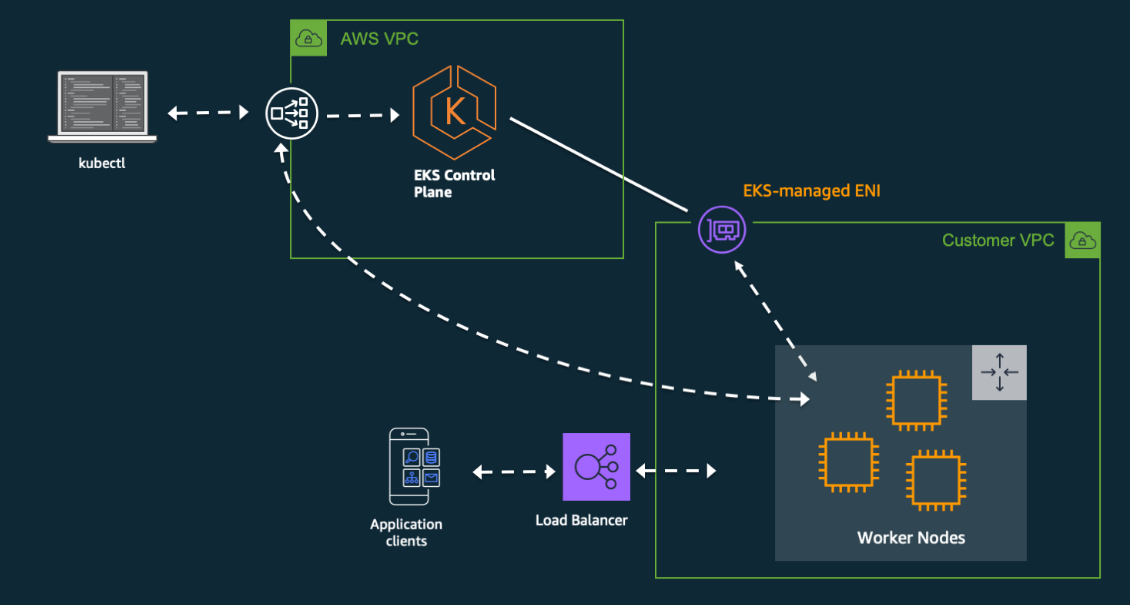 AWS VPC
kubectl
K
EKS Control
Plane
EKS-managed ENI
Customer VPC
Application
clients
Load Balancer
Worker Nodes